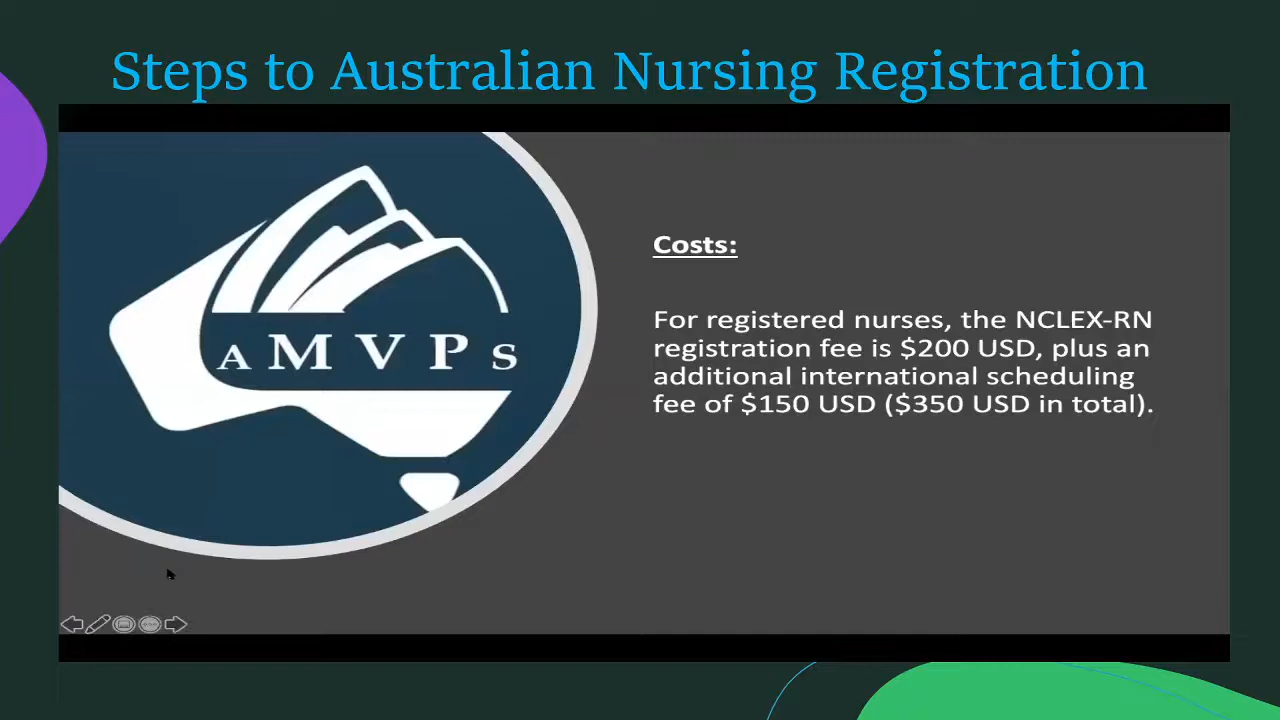 Steps to Australian Nursing Registration
AMVPS
Costs:
For registered nurses, the NCLEX-RN
registration fee is $200 USD, plus an
additional international scheduling
fee of $150 USD ($350 USD in total).